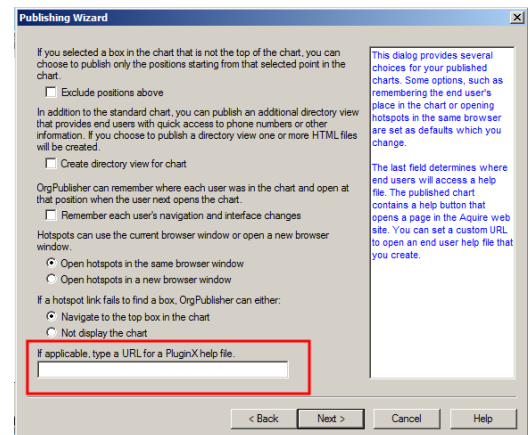 Publishing Wizard
If you selected a box in the chart that is not the top of the chart, you can
choose to publish only the positions starting from that selected point in the
chart.
Exclude positions above
In addition to the standard chart, you can publish an additional directory view
that provides end users with quick access to phone numbers or other
information. If you choose to publish a directory view one or more HTML files
will be created.
Create directory view for chart
OrgPublisher can remember where each user was in the chart and open at
that position when the user next opens the chart.
Remember each user's navigation and interface changes
Hotspots can use the current browser window or open a new browser
window.
Open hotspots in the same browser window
Open hotspots in a new browser window
If a hotspot link fails to find a box, OrgPublisher can either:
Navigate to the top box in the chart
Not display the chart
If applicable, type a URL for a PluginX help file.
This dialog provides several
choices for your published
charts. Some options, such as
remembering the end user's
place in the chart or opening
hotspots in the same browser
are set as defaults which you
change.
The last field determines where
end users will access a help
file. The published chart
contains a help button that
opens a page in the Aquire web
site. You can set a custom URL
to open an end user help file that
you create.
< Back
Next >
Cancel
Help